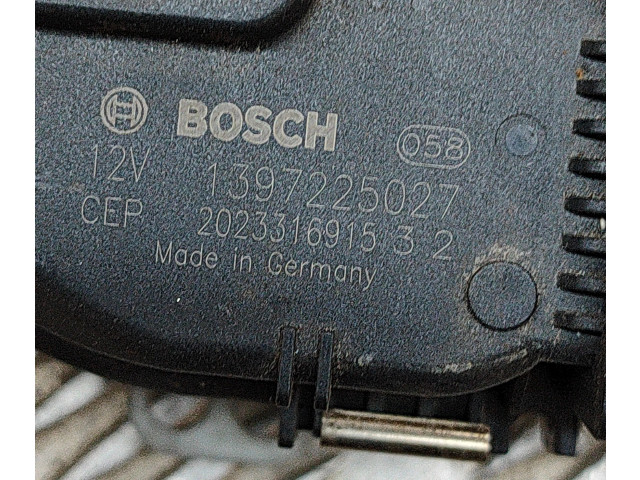 BOSCH 058
12V 1397225027
CEP 2023316915 3 2
Made in Germany